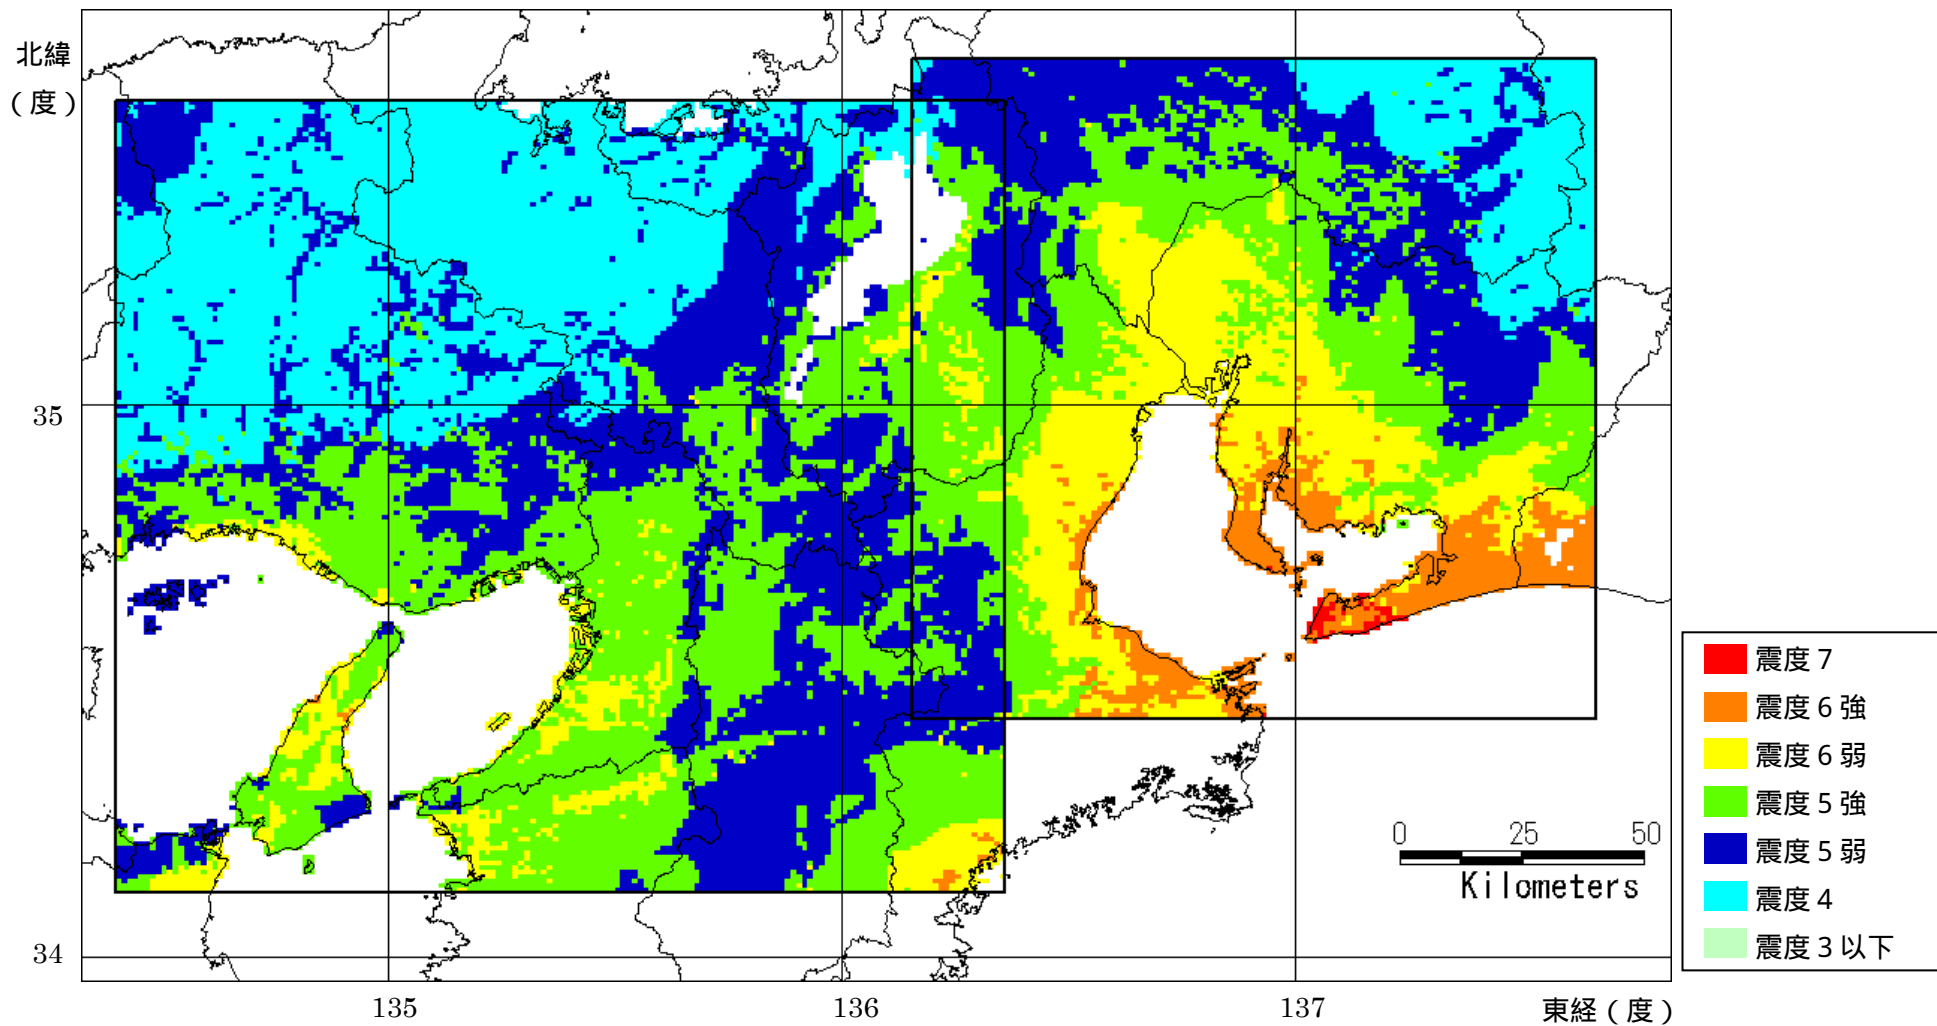 北緯
（度）
35
34
135
136
137
東経（度）
0 25 50
Kilometers
震度７
震度６強
震度６弱
震度５強
震度５弱
震度４
震度３以下